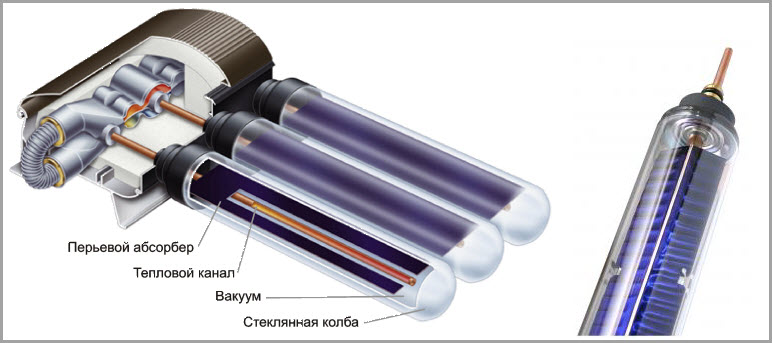 Перьевой абсорбер
Тепловой канал
Вакуум
Стеклянная колба